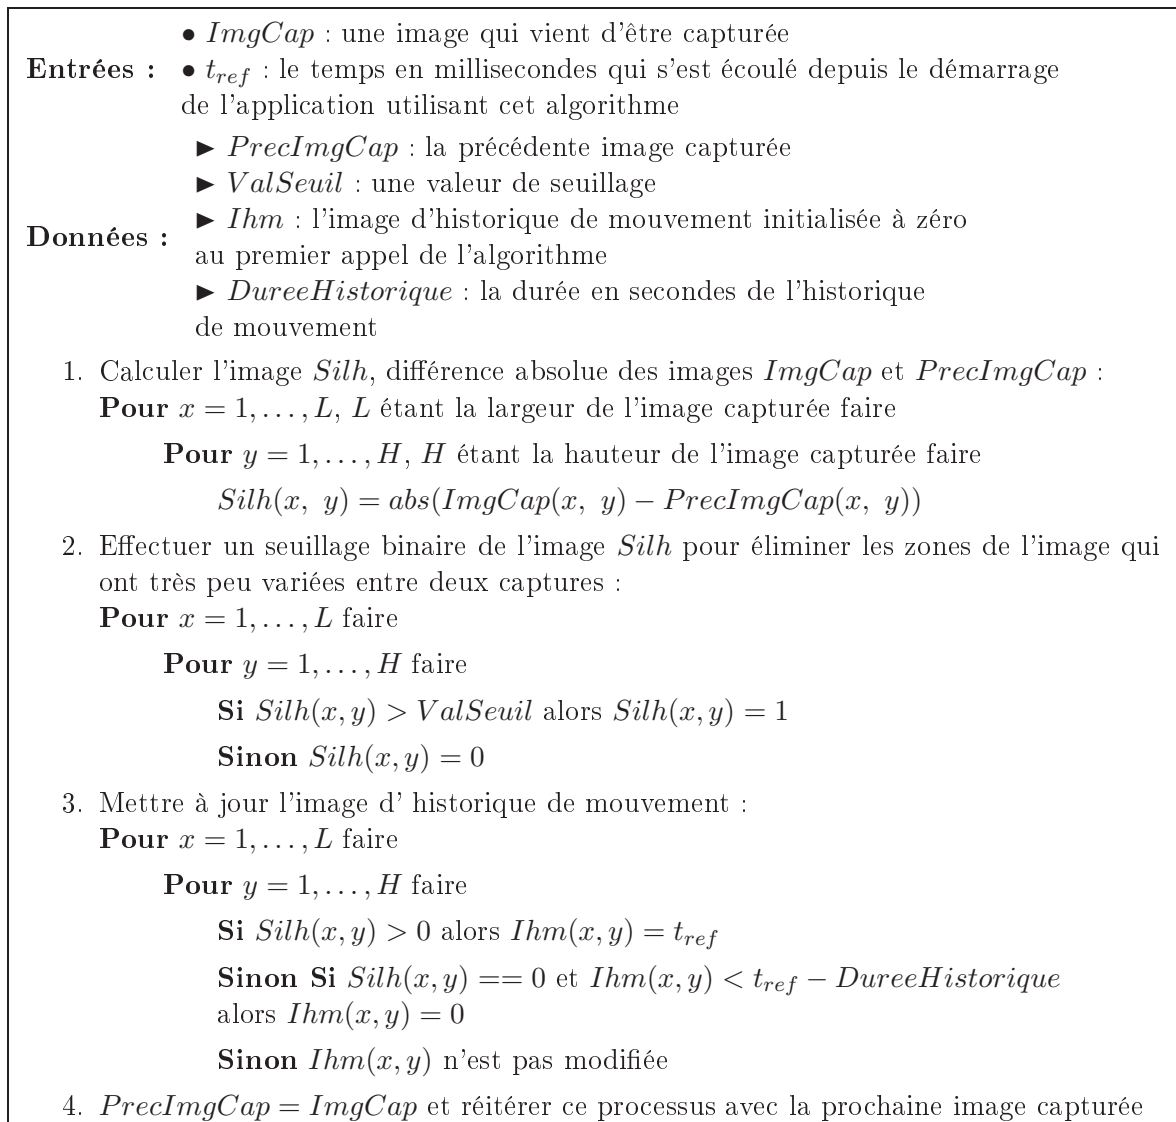 • ImgCap : une image qui vient d'être capturée
Entrées : • t_ref : le temps en millisecondes qui s'est écoulé depuis le démarrage
de l'application utilisant cet algorithme
► PrecImgCap : la précédente image capturée
► ValSeuil : une valeur de seuillage
► Ihm : l'image d'historique de mouvement initialisée à zéro
Données :
au premier appel de l'algorithme
► DureeHistorique : la durée en secondes de l'historique
de mouvement
1. Calculer l'image Silh, différence absolue des images ImgCap et PrecImgCap :
Pour x = 1, . . . , L, L étant la largeur de l'image capturée faire
Pour y = 1, . . . , H, H étant la hauteur de l'image capturée faire
Silh(x, y) = abs(ImgCap(x, y) − PrecImgCap(x, y))
2. Effectuer un seuillage binaire de l'image Silh pour éliminer les zones de l'image qui
ont très peu variées entre deux captures :
Pour x = 1, . . . , L faire
Pour y = 1, . . . , H faire
Si Silh(x, y) > ValSeuil alors Silh(x, y) = 1
Sinon Silh(x, y) = 0
3. Mettre à jour l'image d' historique de mouvement :
Pour x = 1, . . . , L faire
Pour y = 1, . . . , H faire
Si Silh(x, y) > 0 alors Ihm(x, y) = t_ref
Sinon Si Silh(x, y) == 0 et Ihm(x, y) < t_ref − DureeHistorique
alors Ihm(x, y) = 0
Sinon Ihm(x, y) n'est pas modifiée
4. PrecImgCap = ImgCap et réitérer ce processus avec la prochaine image capturée